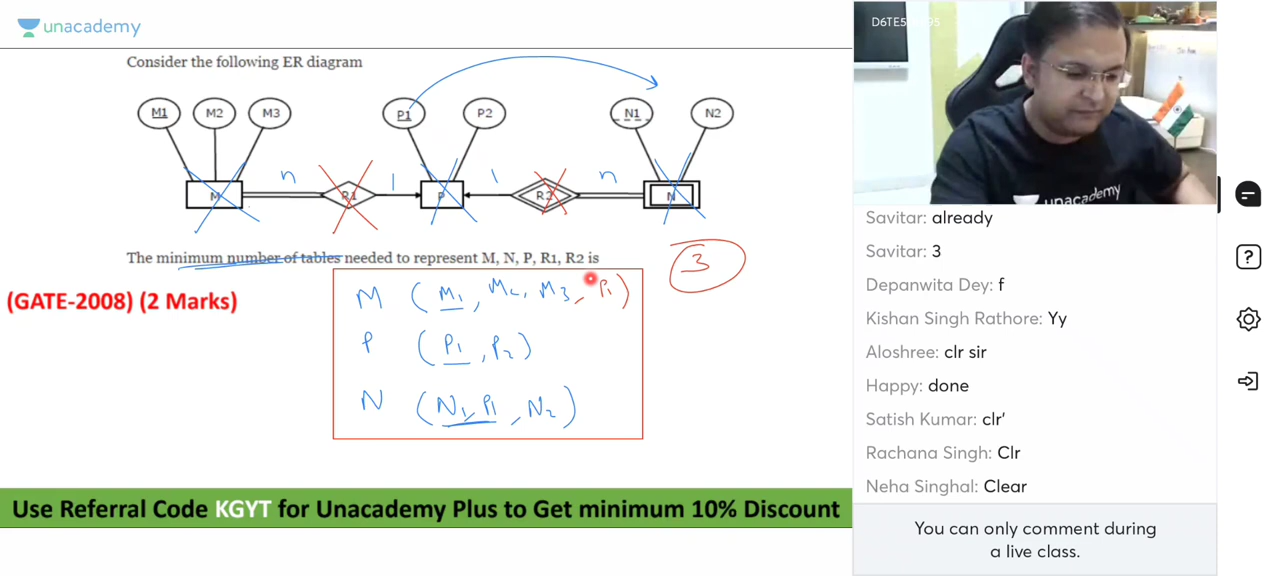 unacademy
D6TE5
95
Consider the following ER diagram
M1 M2 M3 P1 P2 N1 N2
n 1 1 n
M R1 P R2 N
The minimum number of tables needed to represent M, N, P, R1, R2 is
3
(GATE-2008) (2 Marks)
M (M1, M2, M3, P1)
P (P1, P2)
N (N1, P1, N2)
Use Referral Code KGYT for Unacademy Plus to Get minimum 10% Discount
unacademy
Savitar: already
Savitar: 3
Depanwita Dey: f
Kishan Singh Rathore: Yy
Aloshree: clr sir
Happy: done
Satish Kumar: clr'
Rachana Singh: Clr
Neha Singhal: Clear
You can only comment during
a live class.
?